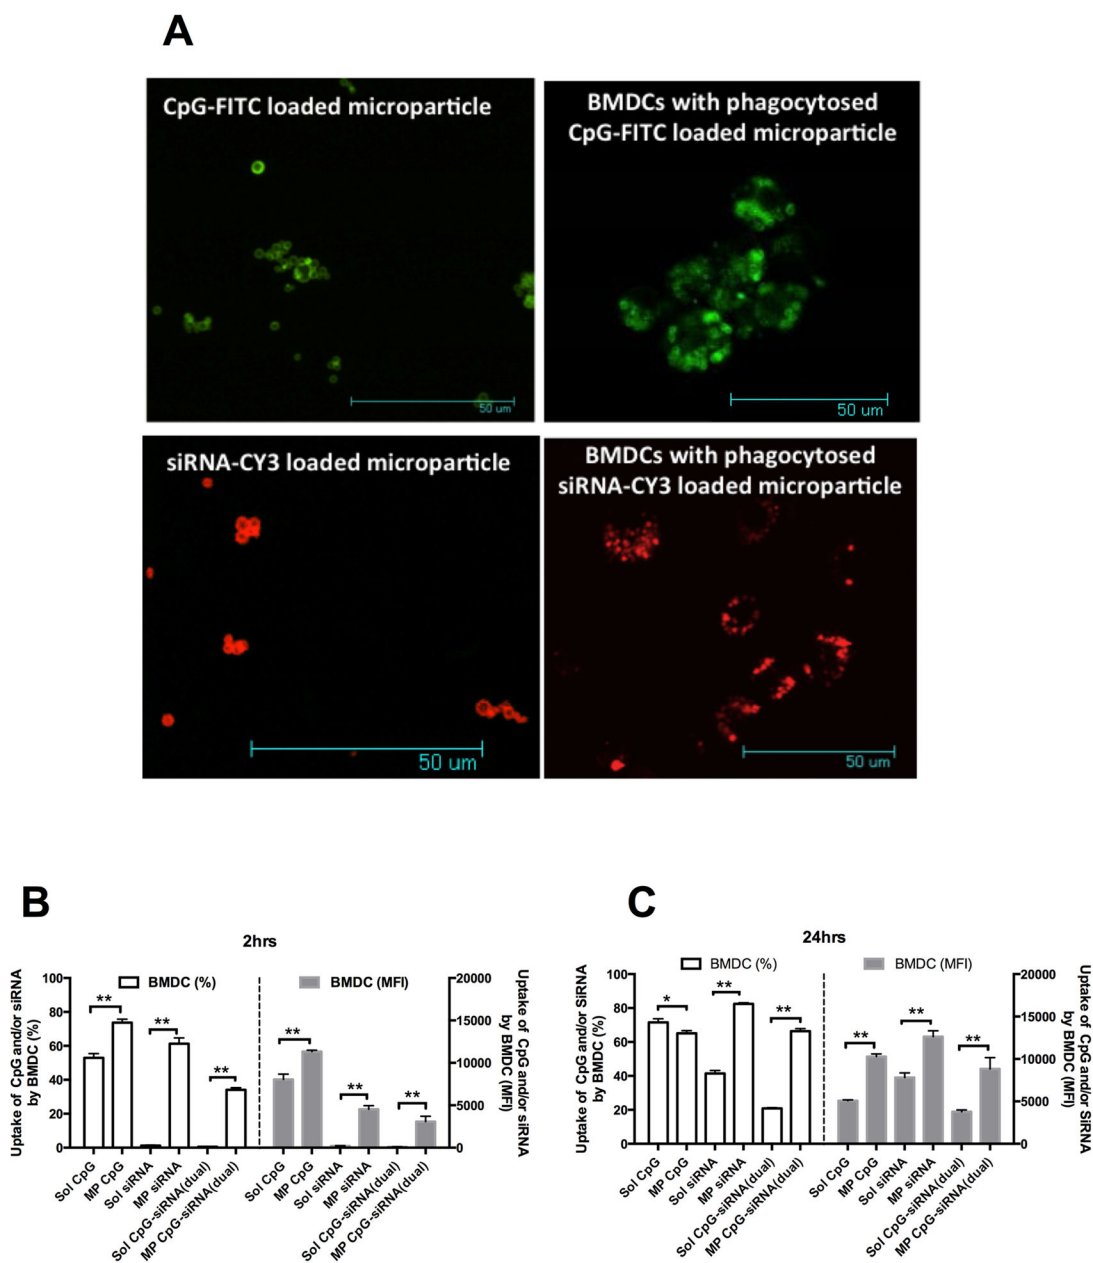 A
CpG-FITC loaded microparticle
BMDCs with phagocytosed
CpG-FITC loaded microparticle
50 um
50 um
siRNA-CY3 loaded microparticle
BMDCs with phagocytosed
siRNA-CY3 loaded microparticle
50 um
50 um
B
2hrs
Uptake of CpG and/or siRNA
by BMDC (%)
100
80
60
40
20
0
BMDC (%)
BMDC (MFI)
**
**
**
**
**
**
20000
15000
10000
5000
0
Uptake of CpG and/or siRNA
by BMDC (MFI)
Sol CpG
MP CpG
Sol siRNA
MP siRNA
Sol CpG-siRNA(dual)
MP CpG-siRNA(dual)
Sol CpG
MP CpG
Sol siRNA
MP siRNA
Sol CpG-siRNA(dual)
MP CpG-siRNA(dual)
C
24hrs
Uptake of CpG and/or SiRNA
by BMDC (%)
100
80
60
40
20
0
BMDC (%)
BMDC (MFI)
*
**
**
**
**
**
20000
15000
10000
5000
0
Uptake of CpG and/or SiRNA
by BMDC (MFI)
Sol CpG
MP CpG
Sol siRNA
MP siRNA
Sol CpG-siRNA(dual)
MP CpG-siRNA(dual)
Sol CpG
MP CpG
Sol siRNA
MP siRNA
Sol CpG-siRNA(dual)
MP CpG-siRNA(dual)